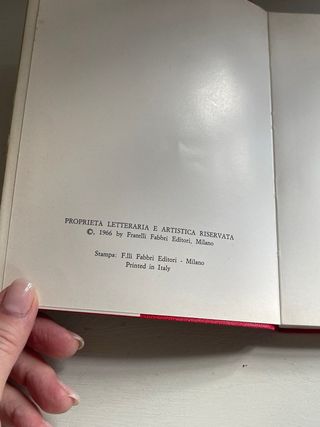 PROPRIETÀ LETTERARIA E ARTISTICA RISERVATA
©, 1966 by Fratelli Fabbri Editori, Milano
Stampa: F.lli Fabbri Editori - Milano
Printed in Italy